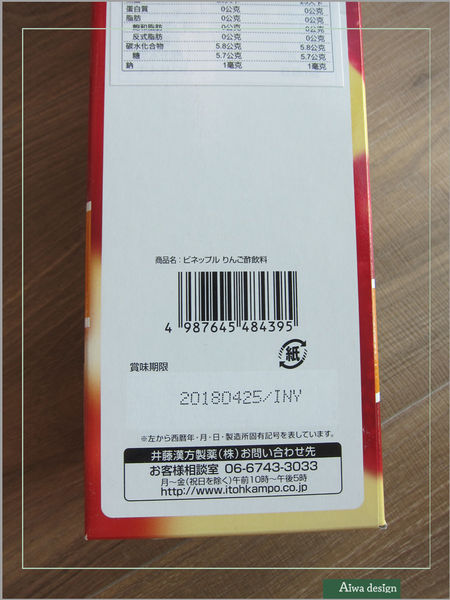 蛋白質 0公克 0公克
脂肪 0公克 0公克
飽和脂肪 0公克 0公克
反式脂肪 0公克 0公克
碳水化合物 5.8公克 5.8公克
糖 5.7公克 5.7公克
鈉 1毫克 1毫克
商品名：ビネップル りんご酢飲料
4 987645 484395
紙
賞味期限
20180425/INY
※左から西暦年・月・日・製造所固有記号を表しています。
井藤漢方製薬(株)お問い合わせ先
お客様相談室 06-6743-3033
月〜金(祝日を除く)午前10時〜午後5時
http://www.itohkampo.co.jp
Aiwa design